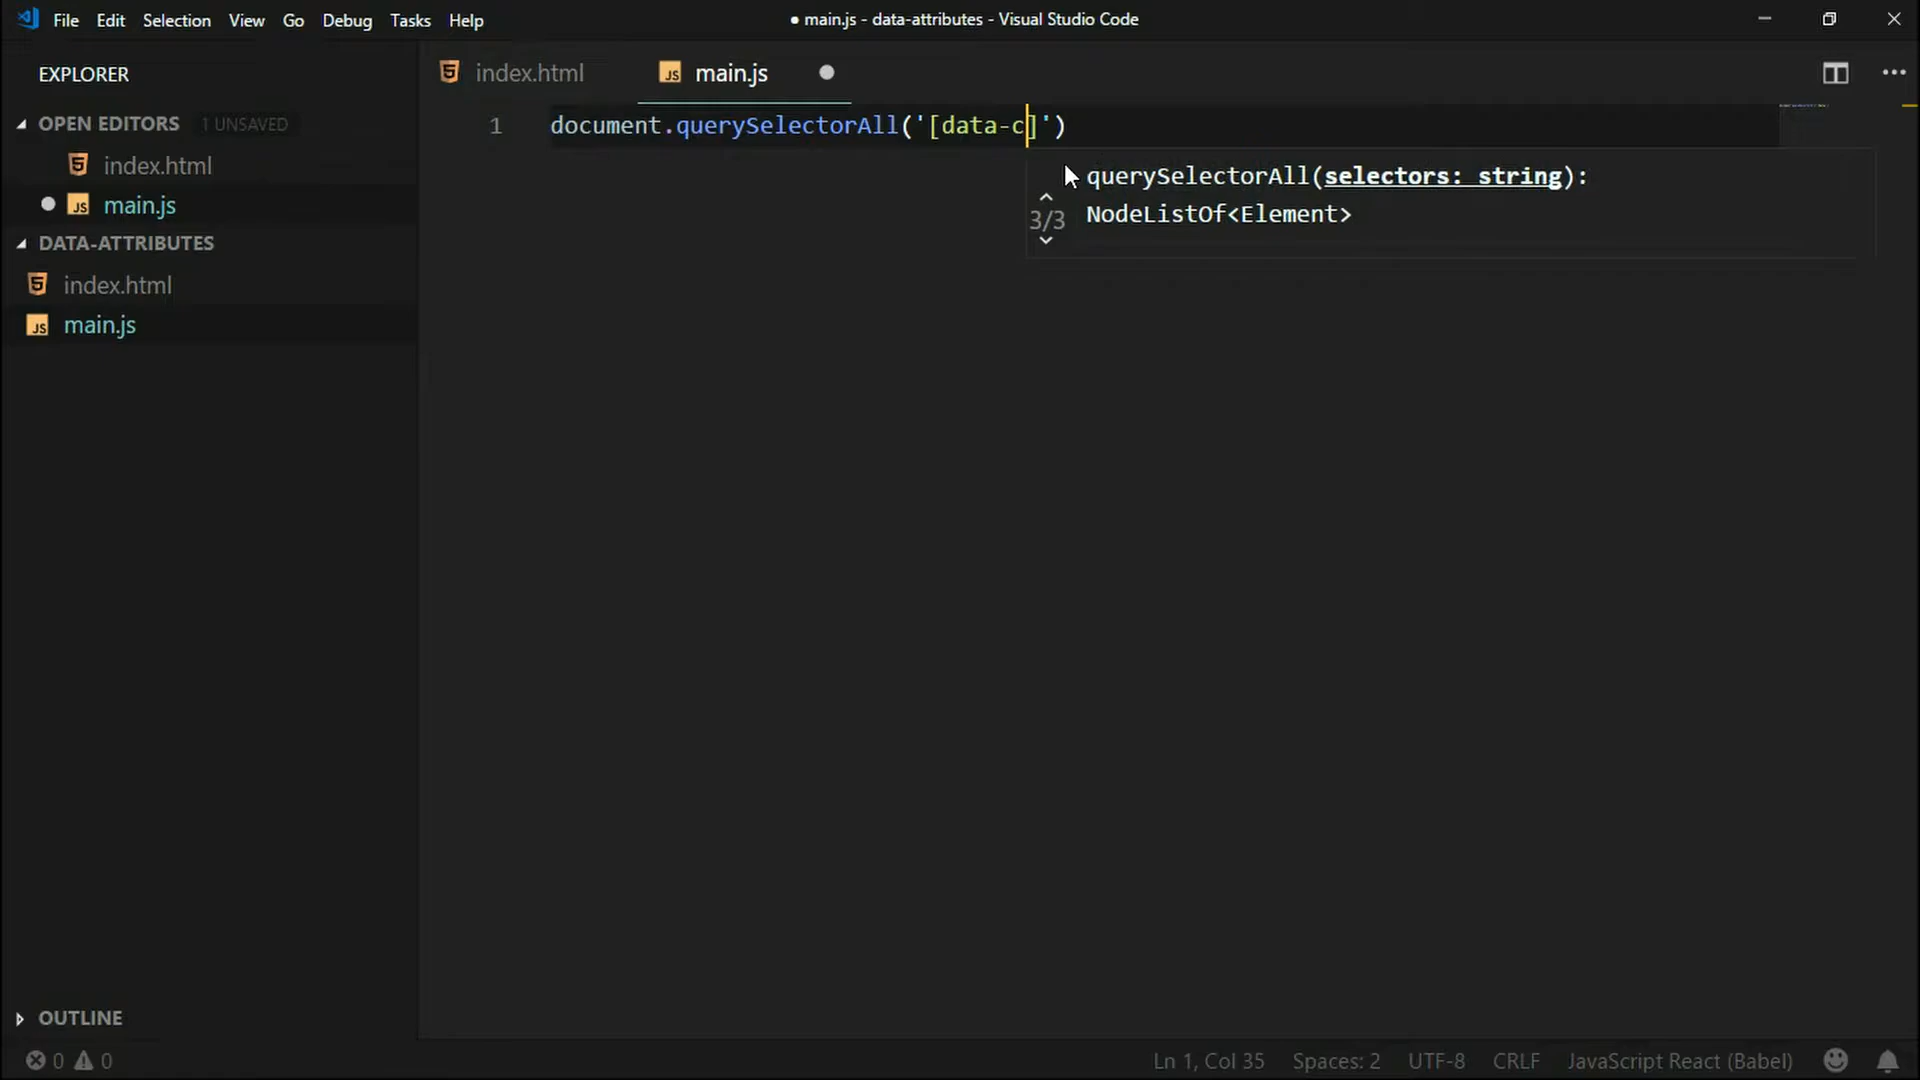 File Edit Selection View Go Debug Tasks Help
● main.js - data-attributes - Visual Studio Code
EXPLORER
OPEN EDITORS 1 UNSAVED
index.html
main.js
DATA-ATTRIBUTES
index.html
JS main.js
OUTLINE
0 0
index.html
JS main.js
1 document.querySelectorAll('[data-c]')
querySelectorAll(selectors: string):
3/3 NodeListOf<Element>
Ln 1, Col 35 Spaces: 2 UTF-8 CRLF JavaScript React (Babel)